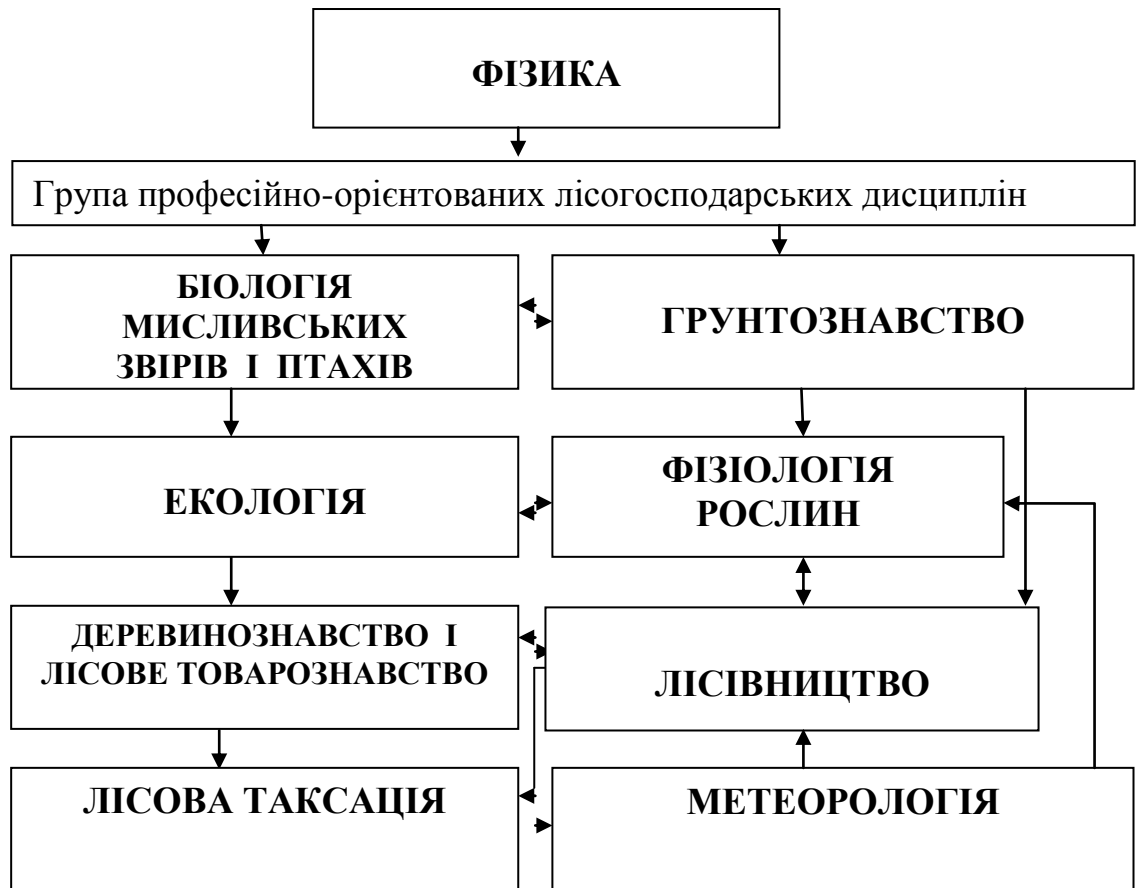 ФІЗИКА
Група професійно-орієнтованих лісогосподарських дисциплін
БІОЛОГІЯ
МИСЛИВСЬКИХ
ЗВІРІВ І ПТАХІВ
ГРУНТОЗНАВСТВО
ЕКОЛОГІЯ
ФІЗІОЛОГІЯ
РОСЛИН
ДЕРЕВИНОЗНАВСТВО І
ЛІСОВЕ ТОВАРОЗНАВСТВО
ЛІСІВНИЦТВО
ЛІСОВА ТАКСАЦІЯ
МЕТЕОРОЛОГІЯ